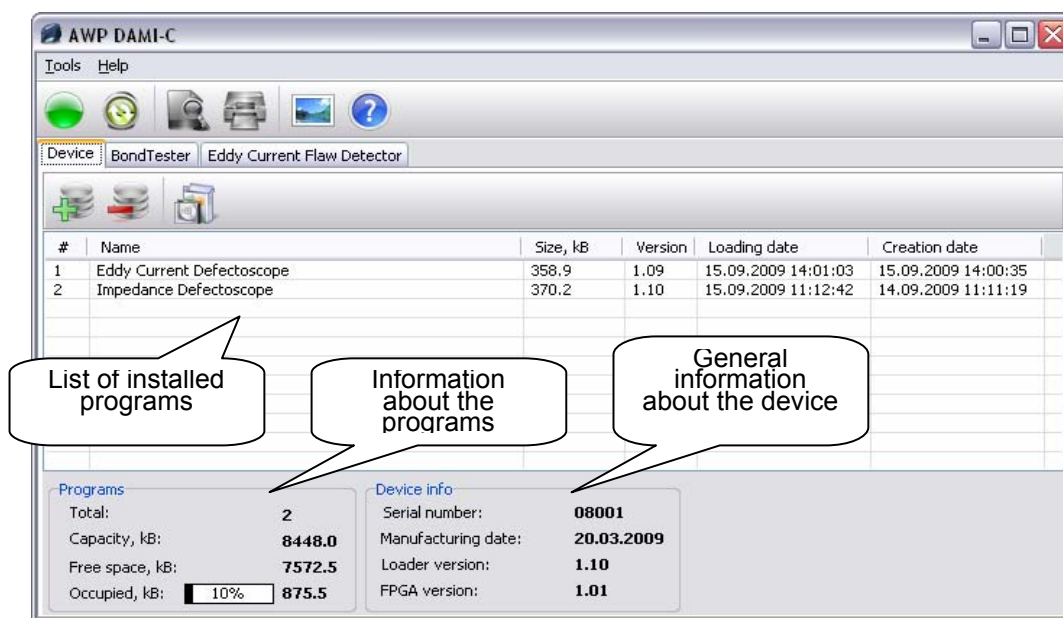 AWP DAMI-C
Tools Help
Device BondTester Eddy Current Flaw Detector
# Name Size, kB Version Loading date Creation date
1 Eddy Current Defectoscope 358.9 1.09 15.09.2009 14:01:03 15.09.2009 14:00:35
2 Impedance Defectoscope 370.2 1.10 15.09.2009 11:12:42 14.09.2009 11:11:19
List of installed
programs
Information
about the
programs
General
information
about the device
Programs
Total: 2
Capacity, kB: 8448.0
Free space, kB: 7572.5
Occupied, kB: 10% 875.5
Device info
Serial number: 08001
Manufacturing date: 20.03.2009
Loader version: 1.10
FPGA version: 1.01